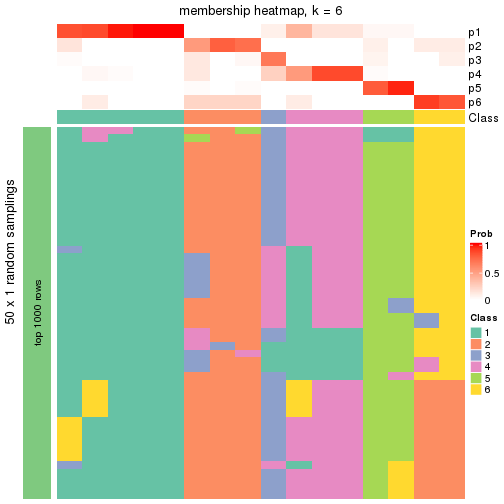 membership heatmap, k = 6
p1
p2
p3
p4
p5
p6
Class
50 x 1 random samplings
top 1000 rows
Prob
1
0.5
0
Class
1
2
3
4
5
6